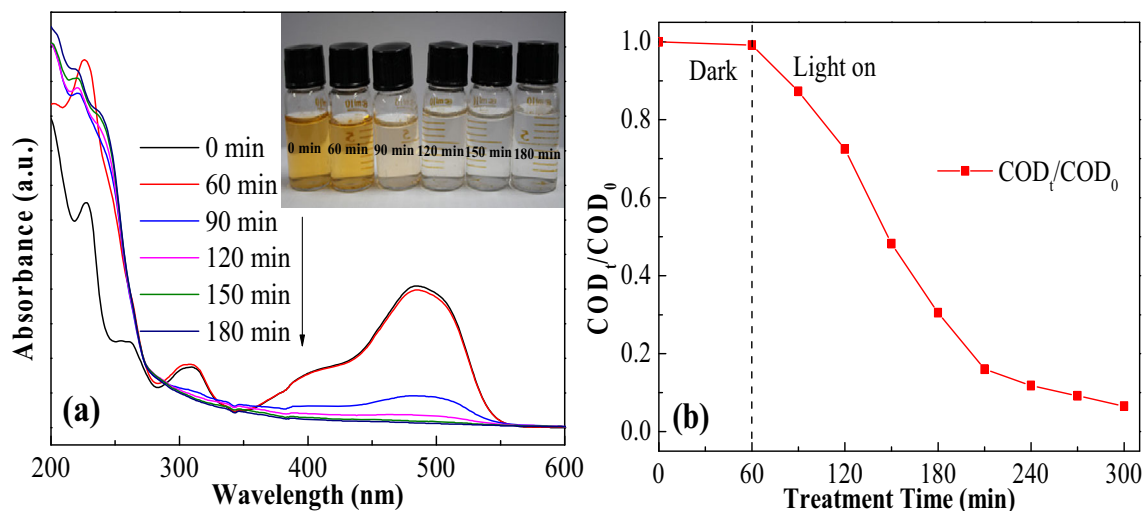 Absorbance (a.u.)
0 min
60 min
90 min
120 min
150 min
180 min
0 min
60 min
90 min
120 min
150 min
180 min
(a)
200
300
400
500
600
Wavelength (nm)
COD_t/COD_0
1.0
0.8
0.6
0.4
0.2
0.0
Dark
Light on
COD_t/COD_0
(b)
0
60
120
180
240
300
Treatment Time (min)